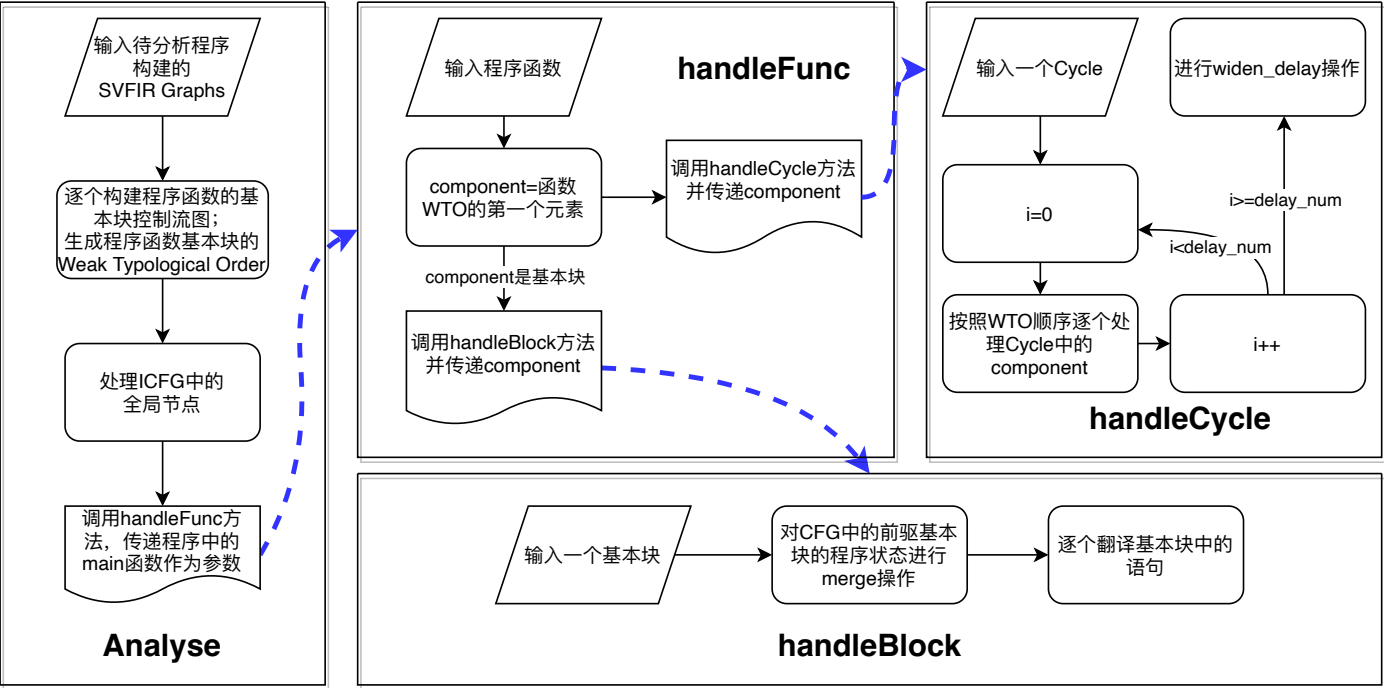 输入待分析程序
构建的
SVFIR Graphs
逐个构建程序函数的基
本块控制流图；
生成程序函数基本块的
Weak Typological Order
处理ICFG中的
全局节点
调用handleFunc方
法，传递程序中的
main函数作为参数
Analyse
输入程序函数
handleFunc
component=函数
WTO的第一个元素
调用handleCycle方法
并传递component
component是基本块
调用handleBlock方法
并传递component
输入一个Cycle
进行widen_delay操作
i=0
i>=delay_num
i<delay_num
按照WTO顺序逐个处
理Cycle中的
component
i++
handleCycle
输入一个基本块
对CFG中的前驱基本
块的程序状态进行
merge操作
逐个翻译基本块中的
语句
handleBlock